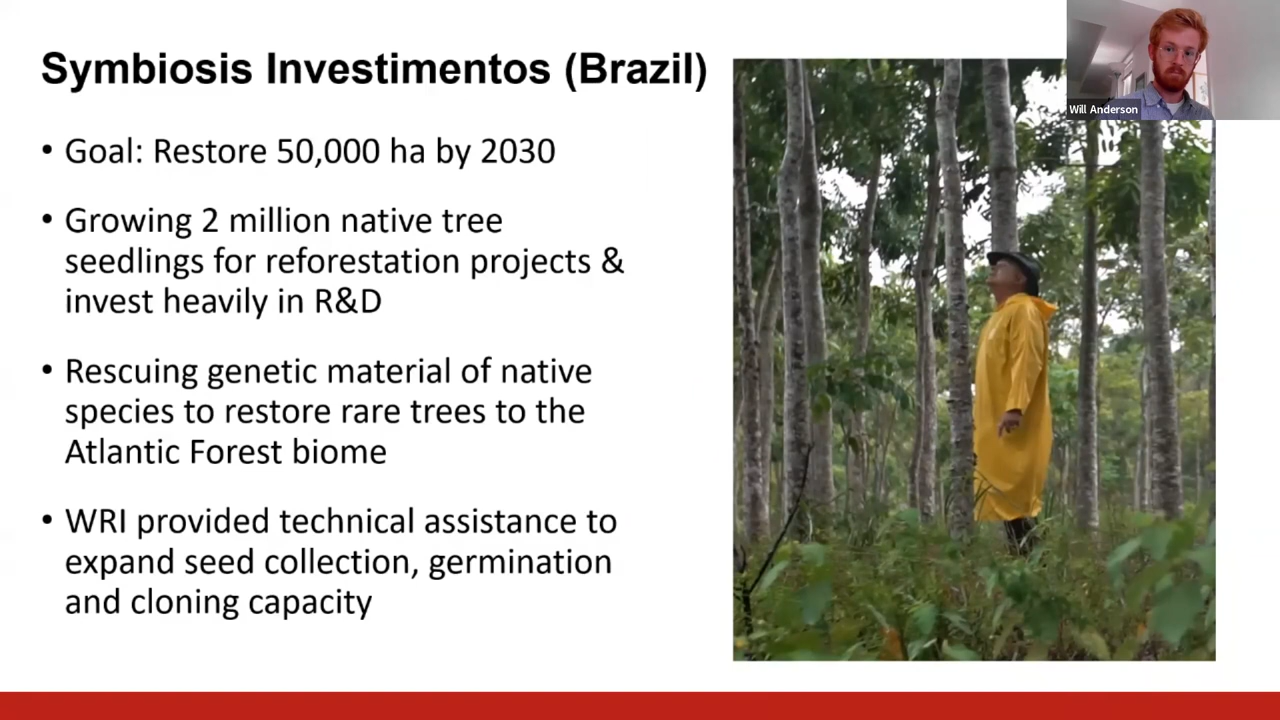 Symbiosis Investimentos (Brazil)
Will Anderson
• Goal: Restore 50,000 ha by 2030
• Growing 2 million native tree
seedlings for reforestation projects &
invest heavily in R&D
• Rescuing genetic material of native
species to restore rare trees to the
Atlantic Forest biome
• WRI provided technical assistance to
expand seed collection, germination
and cloning capacity